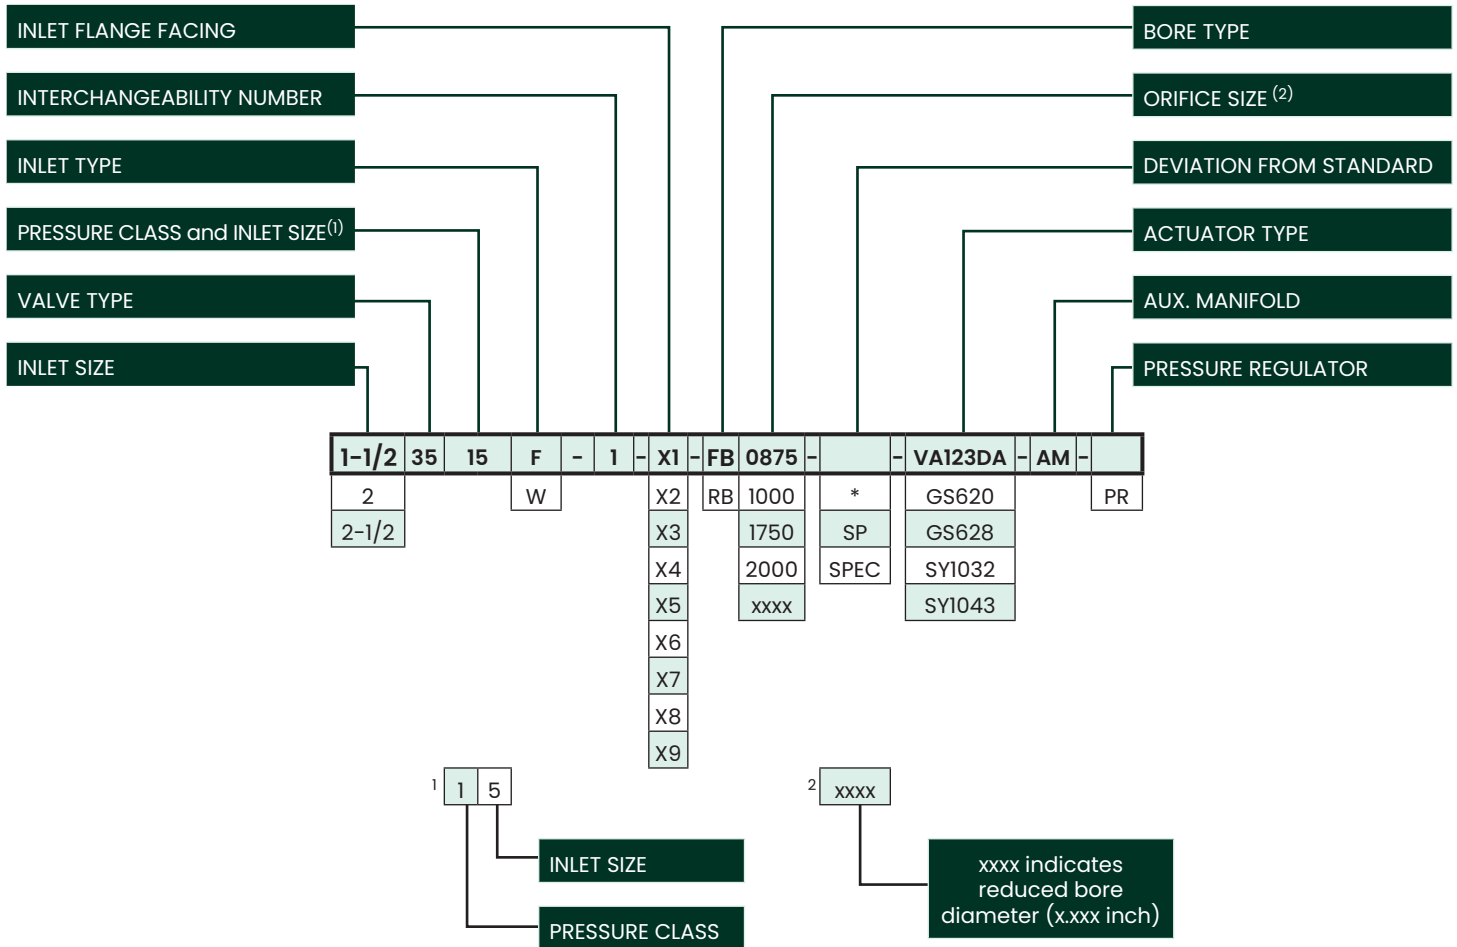 INLET FLANGE FACING
BORE TYPE
INTERCHANGEABILITY NUMBER
ORIFICE SIZE (2)
INLET TYPE
DEVIATION FROM STANDARD
PRESSURE CLASS and INLET SIZE(1)
ACTUATOR TYPE
VALVE TYPE
AUX. MANIFOLD
INLET SIZE
PRESSURE REGULATOR
1-1/2 35 15 F - 1 - X1 - FB 0875 - - VA123DA - AM -
2 W X2 RB 1000 * GS620 PR
2-1/2 X3 1750 SP GS628
X4 2000 SPEC SY1032
X5 xxxx SY1043
X6
X7
X8
X9
1 1 5
2 xxxx
INLET SIZE
PRESSURE CLASS
xxxx indicates
reduced bore
diameter (x.xxx inch)